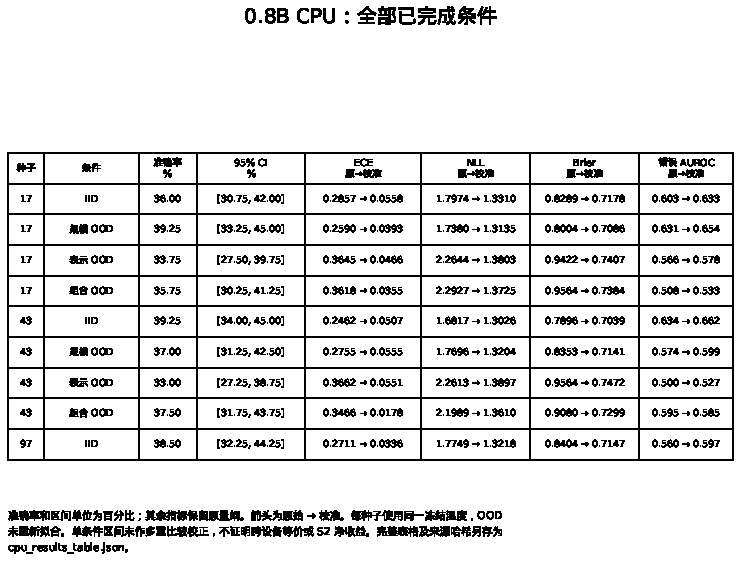 0.8B CPU：全部已完成条件
种子 条件 准确率 % 95% CI % ECE 原→校准 NLL 原→校准 Brier 原→校准 错误 AUROC 原→校准
17 IID 36.00 [30.75, 42.00] 0.2857 → 0.0558 1.7974 → 1.3310 0.8289 → 0.7178 0.603 → 0.633
17 规模 OOD 39.25 [33.25, 45.00] 0.2590 → 0.0393 1.7380 → 1.3135 0.8004 → 0.7086 0.631 → 0.654
17 表示 OOD 33.75 [27.50, 39.75] 0.3645 → 0.0466 2.2644 → 1.3803 0.9422 → 0.7407 0.566 → 0.578
17 组合 OOD 35.75 [30.25, 41.25] 0.3618 → 0.0355 2.2927 → 1.3725 0.9564 → 0.7384 0.508 → 0.533
43 IID 39.25 [34.00, 45.00] 0.2462 → 0.0507 1.6817 → 1.3026 0.7896 → 0.7039 0.634 → 0.662
43 规模 OOD 37.00 [31.25, 42.50] 0.2755 → 0.0555 1.7696 → 1.3204 0.8353 → 0.7141 0.574 → 0.599
43 表示 OOD 33.00 [27.25, 38.75] 0.3662 → 0.0551 2.2613 → 1.3897 0.9564 → 0.7472 0.500 → 0.527
43 组合 OOD 37.50 [31.75, 43.75] 0.3466 → 0.0178 2.1989 → 1.3610 0.9080 → 0.7299 0.595 → 0.585
97 IID 38.50 [32.25, 44.25] 0.2711 → 0.0336 1.7749 → 1.3218 0.8404 → 0.7147 0.560 → 0.597
准确率和区间单位为百分比；其余指标保留原量纲。箭头为原始 → 校准。每种子使用同一冻结温度，OOD
未重新拟合。单条件区间未作多重比较校正，不证明跨设备等价或 S2 净收益。完整表格及来源哈希另存为
cpu_results_table.json。